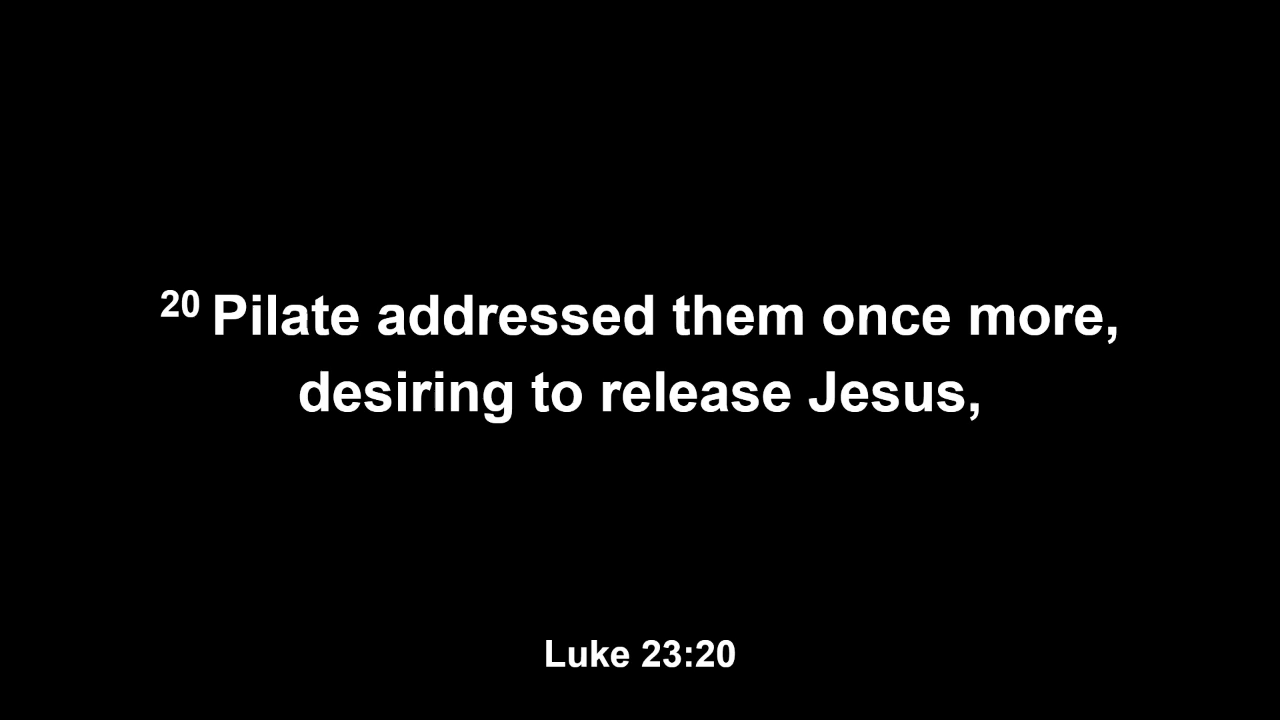 20 Pilate addressed them once more,
desiring to release Jesus,
Luke 23:20